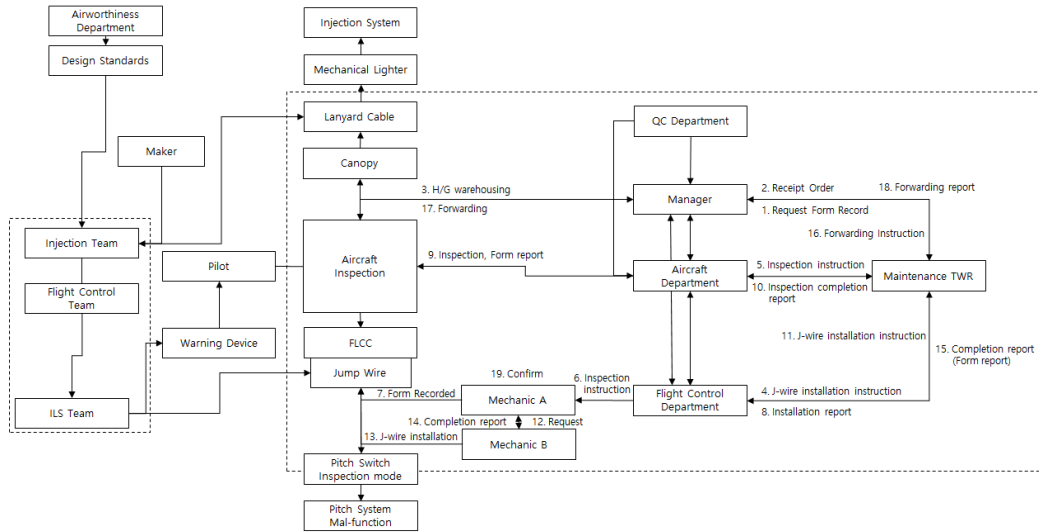 Airworthiness
Department
Design Standards
Injection System
Mechanical Lighter
Lanyard Cable
Canopy
QC Department
Maker
3. H/G warehousing
17. Forwarding
Manager
2. Receipt Order
18. Forwarding report
1. Request Form Record
16. Forwarding Instruction
Injection Team
Pilot
Aircraft
Inspection
9. Inspection, Form report
Aircraft
Department
5. Inspection instruction
10. Inspection completion
report
Maintenance TWR
Flight Control
Team
Warning Device
FLCC
Jump Wire
11. J-wire installation instruction
15. Completion report
(Form report)
19. Confirm
6. Inspection
instruction
7. Form Recorded
Mechanic A
Flight Control
Department
4. J-wire installation instruction
8. Installation report
ILS Team
14. Completion report
12. Request
13. J-wire installation
Mechanic B
Pitch Switch
Inspection mode
Pitch System
Mal-function